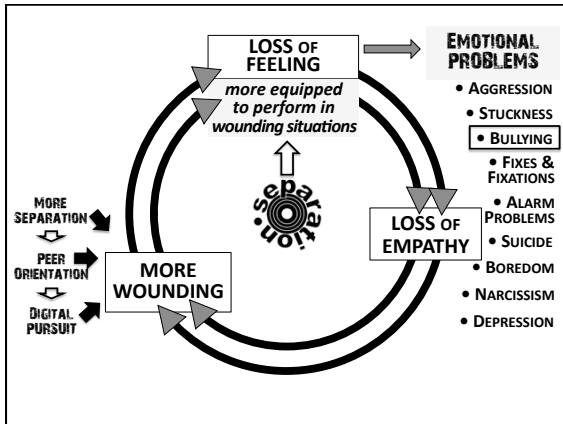 LOSS OF
FEELING
more equipped
to perform in
wounding situations
separation
LOSS OF
EMPATHY
MORE
WOUNDING
MORE
SEPARATION
PEER
ORIENTATION
DIGITAL
PURSUIT
EMOTIONAL
PROBLEMS
• AGGRESSION
• STUCKNESS
• BULLYING
• FIXES &
FIXATIONS
• ALARM
PROBLEMS
• SUICIDE
• BOREDOM
• NARCISSISM
• DEPRESSION